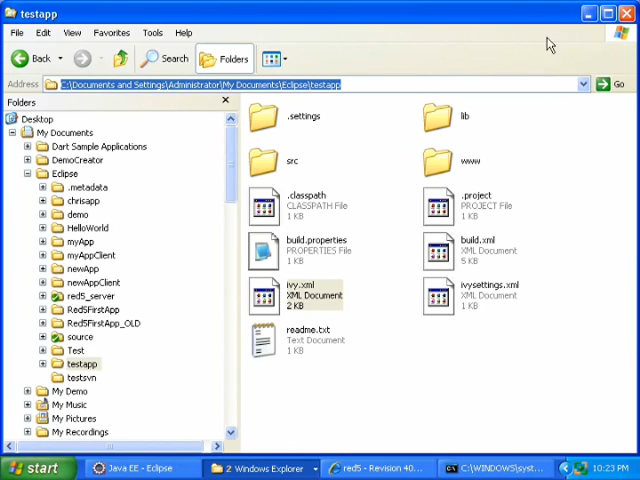 testapp
File Edit View Favorites Tools Help
Back Search Folders
Address C:\Documents and Settings\Administrator\My Documents\Eclipse\testapp Go
Folders
Desktop
My Documents
Dart Sample Applications
DemoCreator
Eclipse
.metadata
chrisapp
demo
HelloWorld
myApp
myAppClient
newApp
newAppClient
red5_server
Red5FirstApp
Red5FirstApp_OLD
source
Test
testapp
testsvn
My Demo
My Music
My Pictures
My Recordings
.settings
lib
src
www
.classpath
CLASSPATH File
1 KB
.project
PROJECT File
1 KB
build.properties
PROPERTIES File
1 KB
build.xml
XML Document
5 KB
ivy.xml
XML Document
2 KB
ivysettings.xml
XML Document
1 KB
readme.txt
Text Document
1 KB
start Java EE - Eclipse 2 Windows Explorer red5 - Revision 40... C:\WINDOWS\syst... 10:23 PM